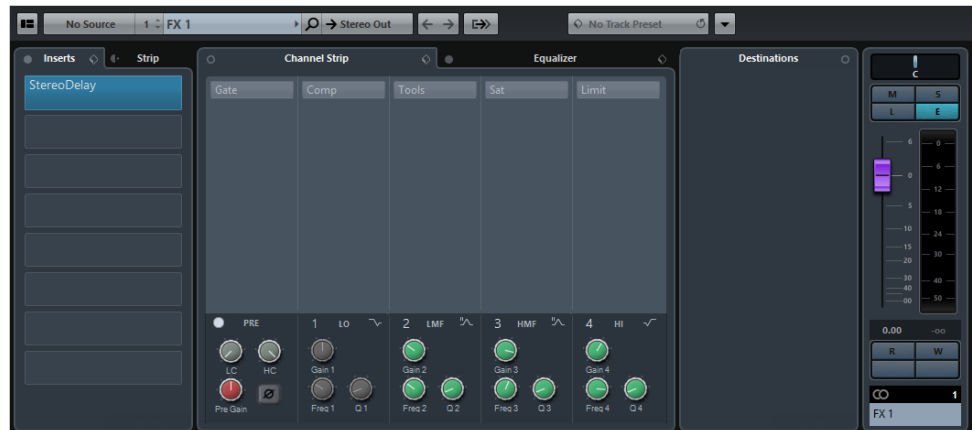 No Source 1 FX 1 → Stereo Out ← → No Track Preset
Inserts Strip Channel Strip Equalizer Destinations
StereoDelay
Gate Comp Tools Sat Limit
PRE 1 LO 2 LMF 3 HMF 4 HI
LC HC Gain 1 Gain 2 Gain 3 Gain 4
Pre Gain Ø Freq 1 Q 1 Freq 2 Q 2 Freq 3 Q 3 Freq 4 Q 4
C
M S
L E
6 0
0 6
12
5 18
10 24
15
20 30
30 40
40
00 50
0.00 -oo
R W
1
FX 1